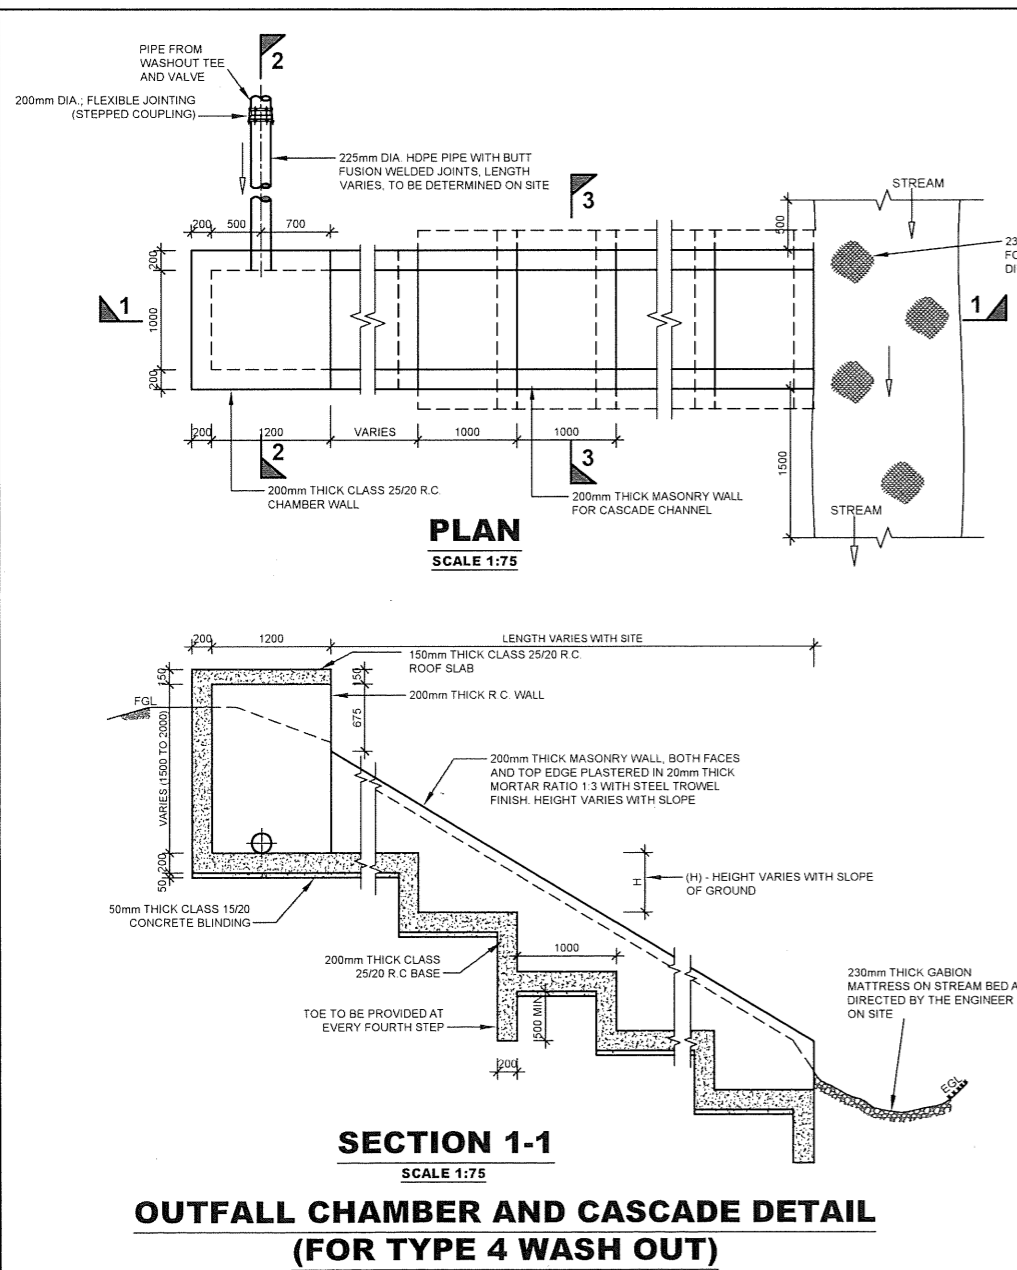 PIPE FROM
WASHOUT TEE
AND VALVE
2
200mm DIA.; FLEXIBLE JOINTING
(STEPPED COUPLING)
225mm DIA. HDPE PIPE WITH BUTT
FUSION WELDED JOINTS, LENGTH
VARIES, TO BE DETERMINED ON SITE
3
STREAM
200 500 700
500
200
1000
200
1
1
23
FO
DI
200 1200 VARIES 1000 1000
2
3
1500
200mm THICK CLASS 25/20 R.C.
CHAMBER WALL
200mm THICK MASONRY WALL
FOR CASCADE CHANNEL
STREAM
PLAN
SCALE 1:75
200 1200 LENGTH VARIES WITH SITE
150mm THICK CLASS 25/20 R.C.
ROOF SLAB
150
150
200mm THICK R.C. WALL
FGL
675
VARIES (1500 TO 2000)
200mm THICK MASONRY WALL, BOTH FACES
AND TOP EDGE PLASTERED IN 20mm THICK
MORTAR RATIO 1:3 WITH STEEL TROWEL
FINISH. HEIGHT VARIES WITH SLOPE
200
50
H
(H) - HEIGHT VARIES WITH SLOPE
OF GROUND
50mm THICK CLASS 15/20
CONCRETE BLINDING
200mm THICK CLASS
25/20 R.C BASE
1000
230mm THICK GABION
MATTRESS ON STREAM BED A
DIRECTED BY THE ENGINEER
ON SITE
TOE TO BE PROVIDED AT
EVERY FOURTH STEP
500 MIN
200
EGL
SECTION 1-1
SCALE 1:75
OUTFALL CHAMBER AND CASCADE DETAIL
(FOR TYPE 4 WASH OUT)